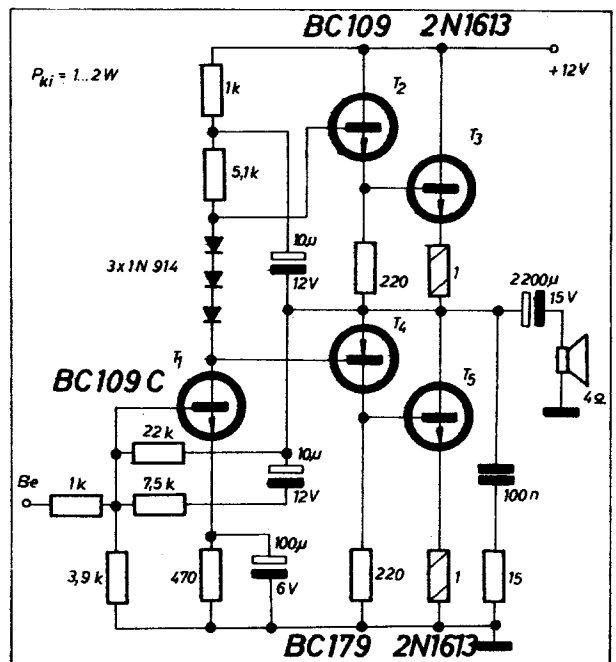 BC109 2N1613
P_ki = 1...2W
+12V
1k
T2
T3
5,1k
10µ
12V
3x1N 914
220
1
2200µ
15V
T4
T1
BC109C
T5
4Ω
22k
10µ
12V
Be
1k
7,5k
100n
100µ
6V
3,9k
470
220
1
15
BC179 2N1613